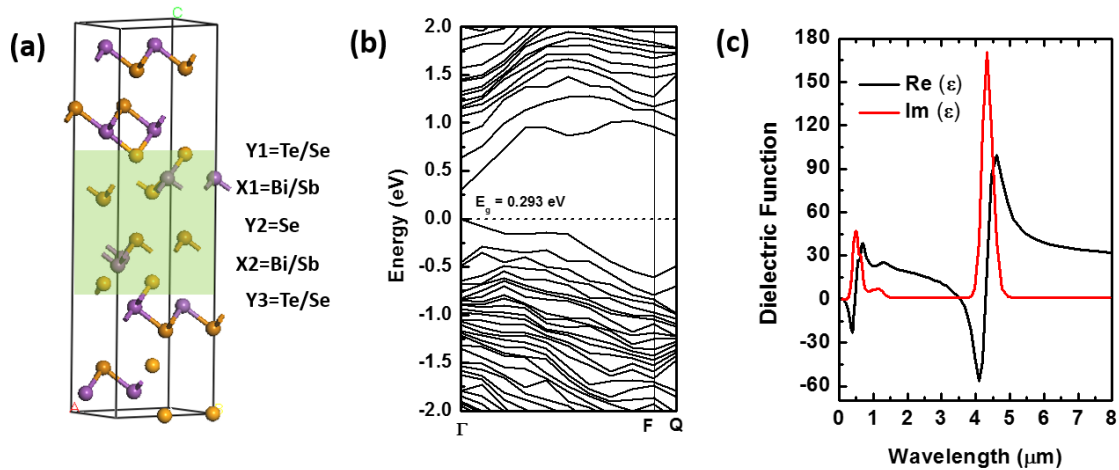 (a)
C
Y1=Te/Se
X1=Bi/Sb
Y2=Se
X2=Bi/Sb
Y3=Te/Se
A
(b)
Energy (eV)
2.0
1.5
1.0
0.5
0.0
-0.5
-1.0
-1.5
-2.0
E_g = 0.293 eV
Γ
F
Q
(c)
Dielectric Function
180
150
120
90
60
30
0
-30
-60
Re (ε)
Im (ε)
0 1 2 3 4 5 6 7 8
Wavelength (μm)